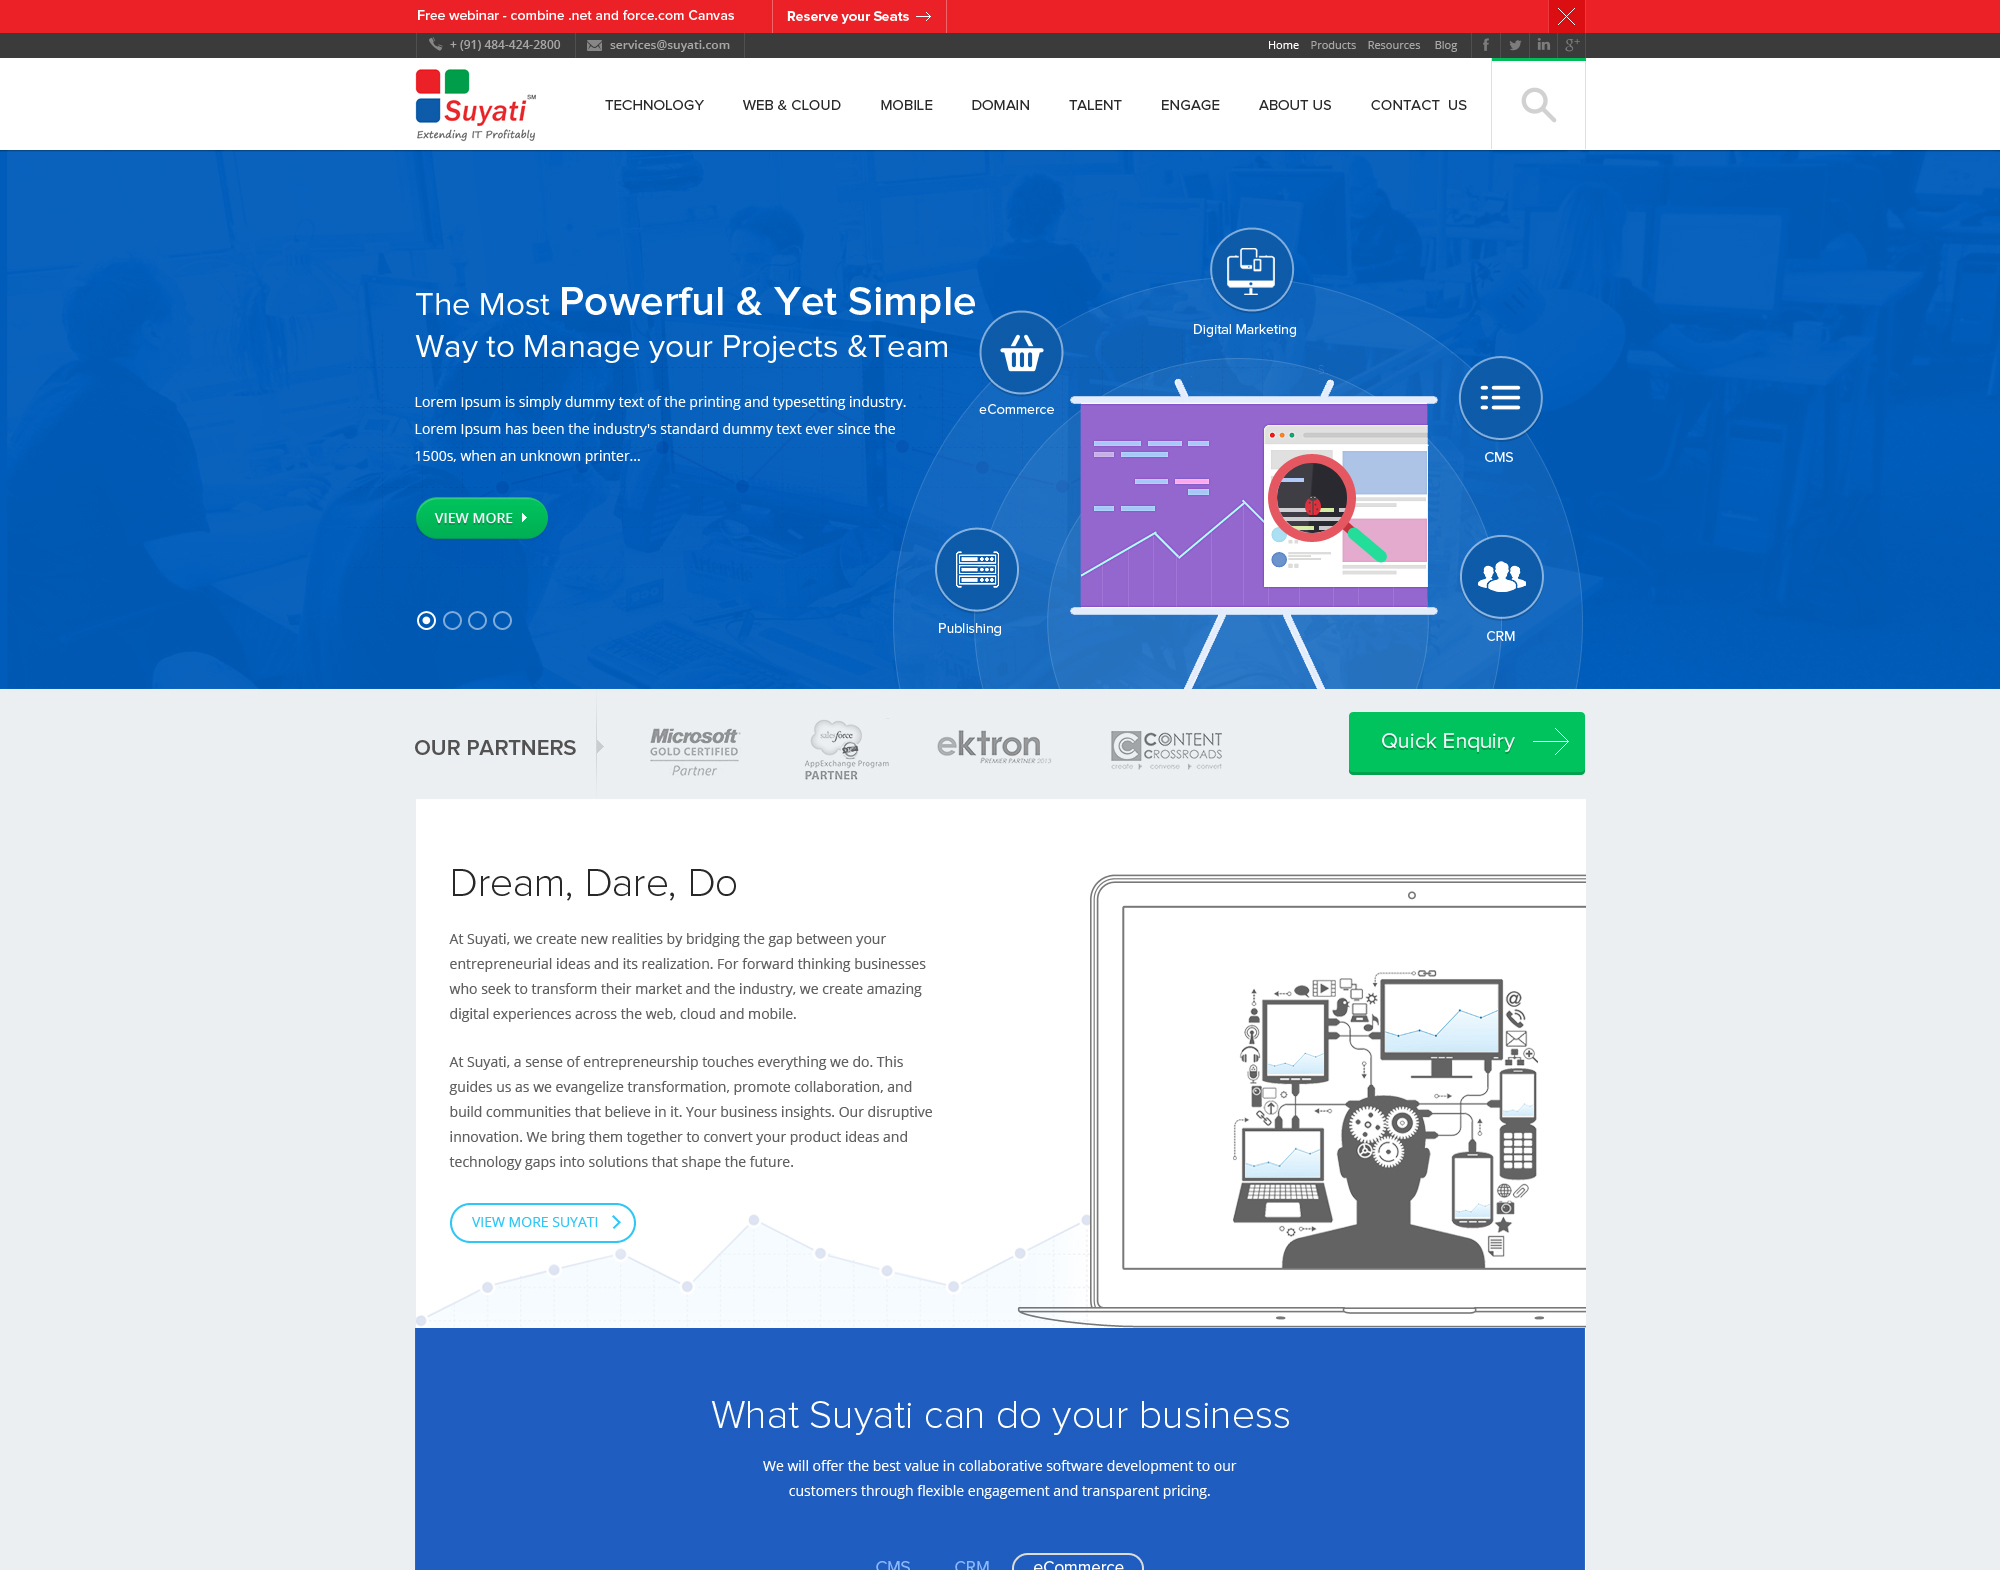 Free webinar - combine .net and force.com Canvas
Reserve your Seats
+ (91) 484-424-2800
services@suyati.com
Home
Products
Resources
Blog
Suyati
SM
Extending IT Profitably
TECHNOLOGY
WEB & CLOUD
MOBILE
DOMAIN
TALENT
ENGAGE
ABOUT US
CONTACT US
The Most Powerful & Yet Simple
Way to Manage your Projects &Team
Lorem Ipsum is simply dummy text of the printing and typesetting industry.
Lorem Ipsum has been the industry's standard dummy text ever since the
1500s, when an unknown printer...
VIEW MORE
Digital Marketing
eCommerce
CMS
Publishing
CRM
OUR PARTNERS
Microsoft
GOLD CERTIFIED
Partner
salesforce
AppExchange Program
PARTNER
ektron
PREMIER PARTNER 2013
CONTENT
CROSSROADS
create
converse
convert
Quick Enquiry
Dream, Dare, Do
At Suyati, we create new realities by bridging the gap between your
entrepreneurial ideas and its realization. For forward thinking businesses
who seek to transform their market and the industry, we create amazing
digital experiences across the web, cloud and mobile.
At Suyati, a sense of entrepreneurship touches everything we do. This
guides us as we evangelize transformation, promote collaboration, and
build communities that believe in it. Your business insights. Our disruptive
innovation. We bring them together to convert your product ideas and
technology gaps into solutions that shape the future.
VIEW MORE SUYATI
What Suyati can do your business
We will offer the best value in collaborative software development to our
customers through flexible engagement and transparent pricing.
CMS
CRM
eCommerce